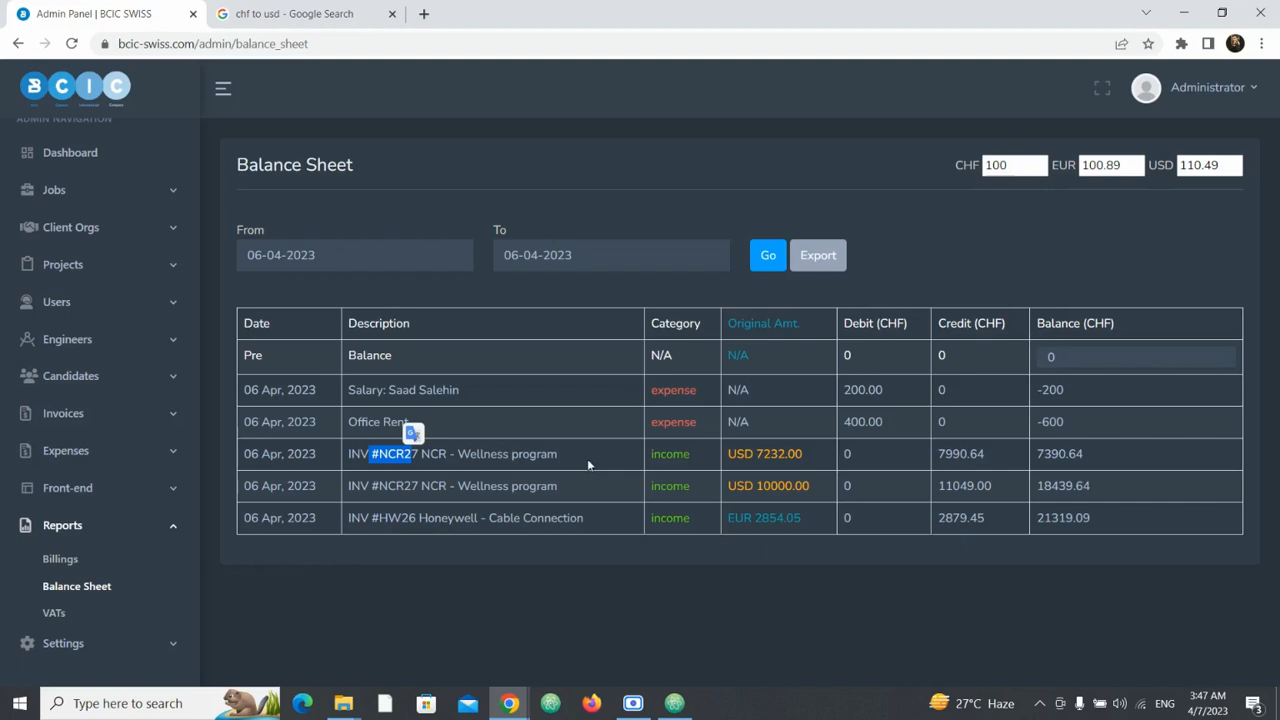 Admin Panel | BCIC SWISS
chf to usd - Google Search
bcic-swiss.com/admin/balance_sheet
B C I C
Administrator
ADMIN NAVIGATION
Dashboard
Jobs
Client Orgs
Projects
Users
Engineers
Candidates
Invoices
Expenses
Front-end
Reports
Billings
Balance Sheet
VATs
Settings
Balance Sheet
CHF 100 EUR 100.89 USD 110.49
From To
06-04-2023 06-04-2023 Go Export
Date Description Category Original Amt. Debit (CHF) Credit (CHF) Balance (CHF)
Pre Balance N/A N/A 0 0 0
06 Apr, 2023 Salary: Saad Salehin expense N/A 200.00 0 -200
06 Apr, 2023 Office Rent expense N/A 400.00 0 -600
06 Apr, 2023 INV #NCR27 NCR - Wellness program income USD 7232.00 0 7990.64 7390.64
06 Apr, 2023 INV #NCR27 NCR - Wellness program income USD 10000.00 0 11049.00 18439.64
06 Apr, 2023 INV #HW26 Honeywell - Cable Connection income EUR 2854.05 0 2879.45 21319.09
Type here to search
27°C Haze
ENG
3:47 AM
4/7/2023
3